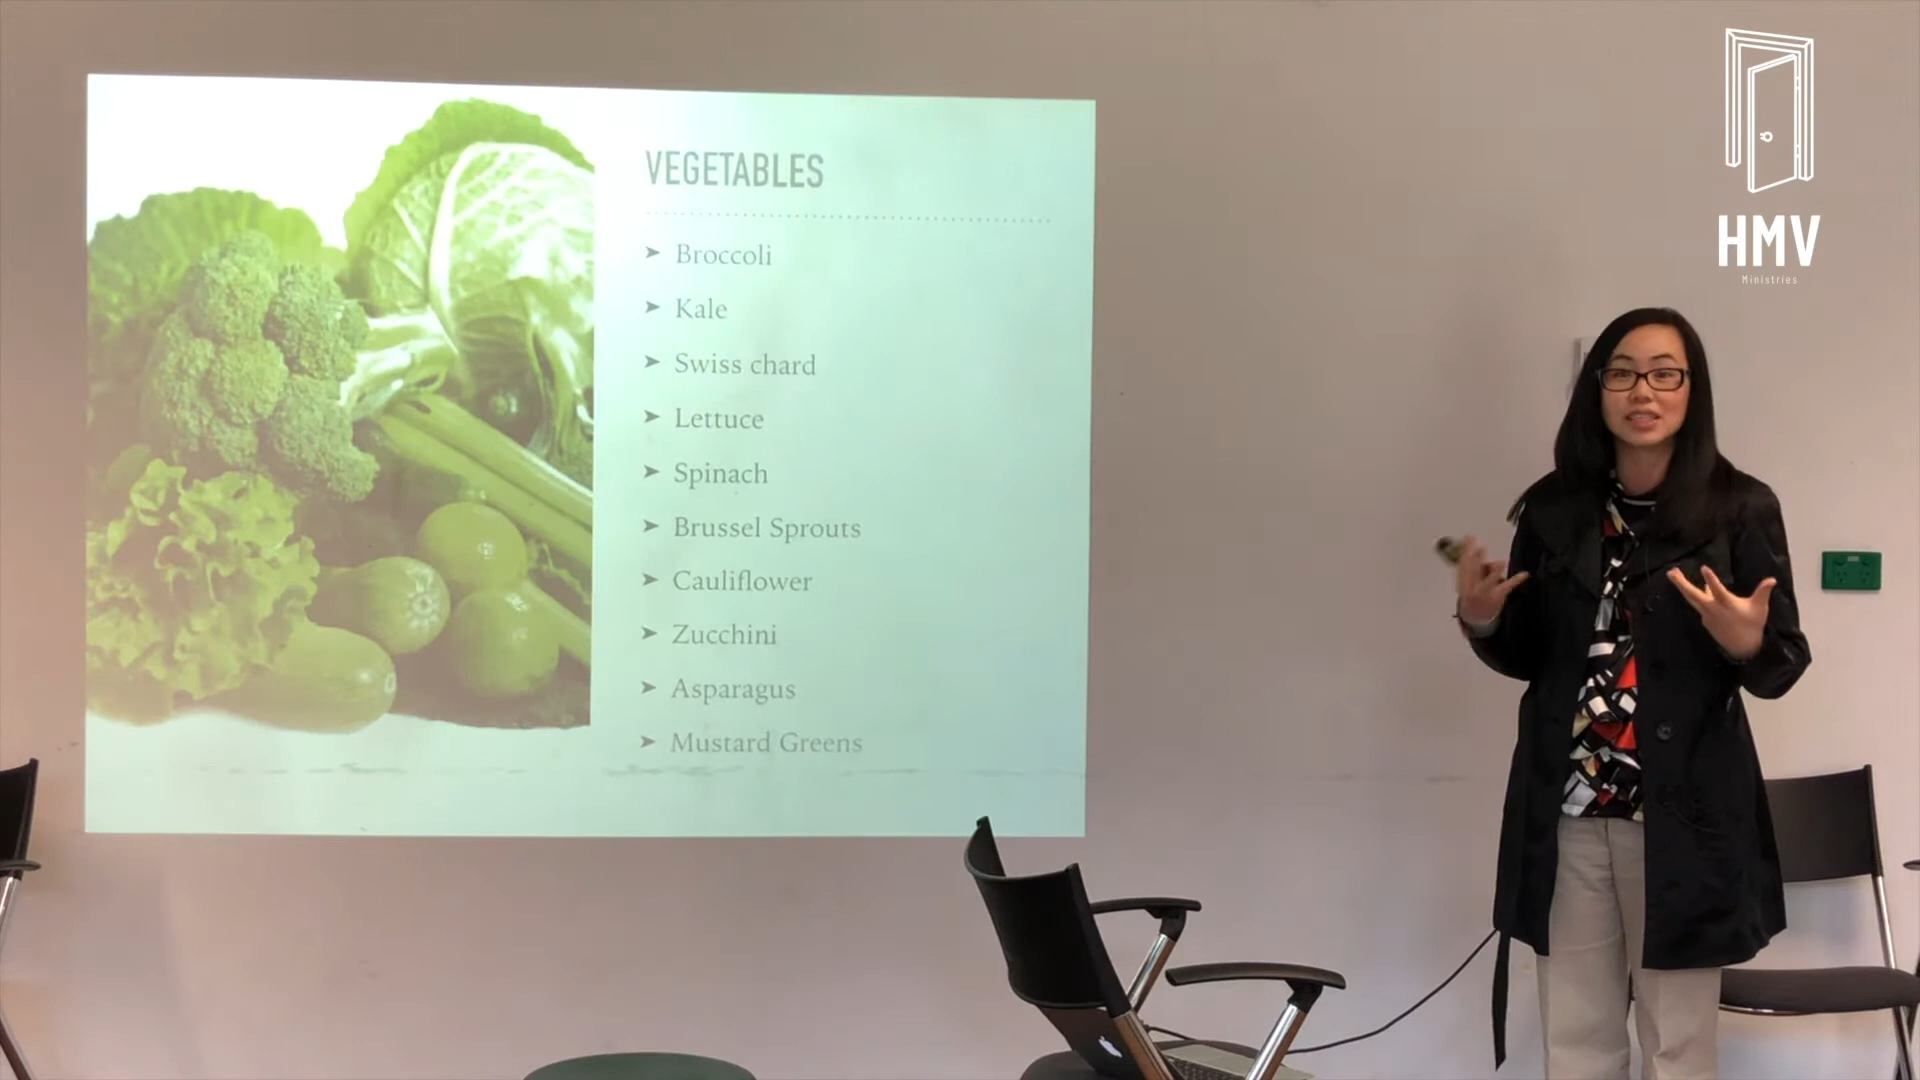 VEGETABLES
➤ Broccoli
➤ Kale
➤ Swiss chard
➤ Lettuce
➤ Spinach
➤ Brussel Sprouts
➤ Cauliflower
➤ Zucchini
➤ Asparagus
➤ Mustard Greens
HMV
Ministries